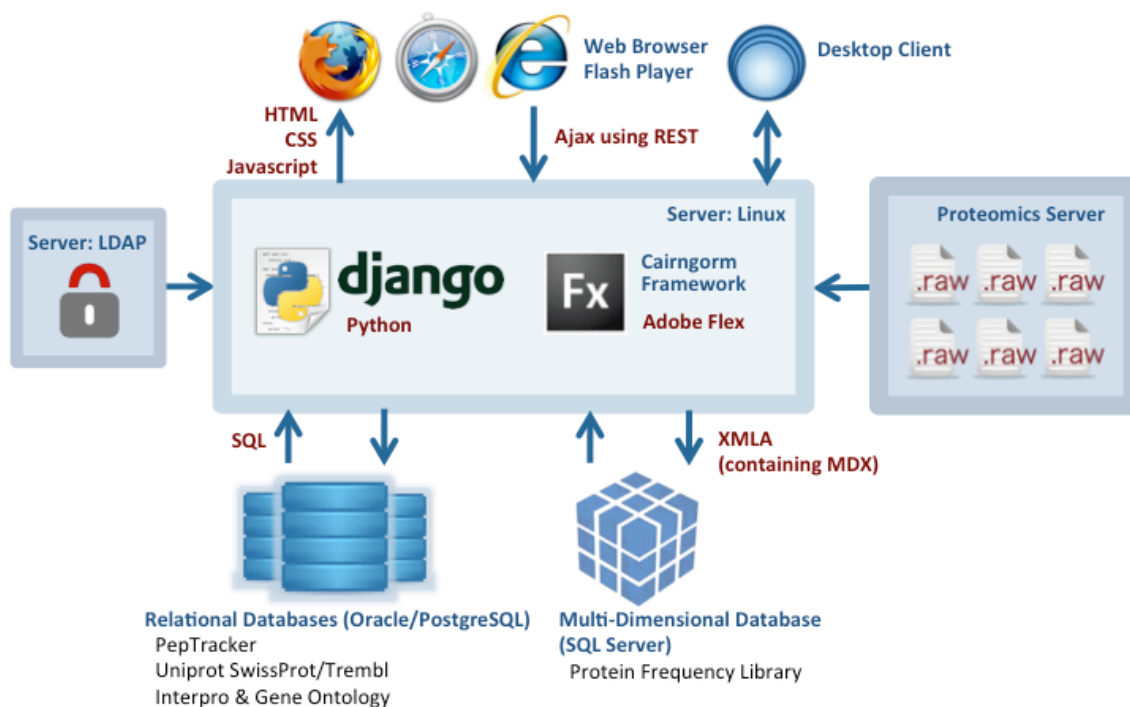 Web Browser
Flash Player
Desktop Client
HTML
CSS
Javascript
Ajax using REST
Server: LDAP
Server: Linux
Proteomics Server
django
Python
Fx
Cairngorm
Framework
Adobe Flex
.raw .raw .raw
.raw .raw .raw
SQL
XMLA
(containing MDX)
Relational Databases (Oracle/PostgreSQL)
PepTracker
Uniprot SwissProt/Trembl
Interpro & Gene Ontology
Multi-Dimensional Database
(SQL Server)
Protein Frequency Library